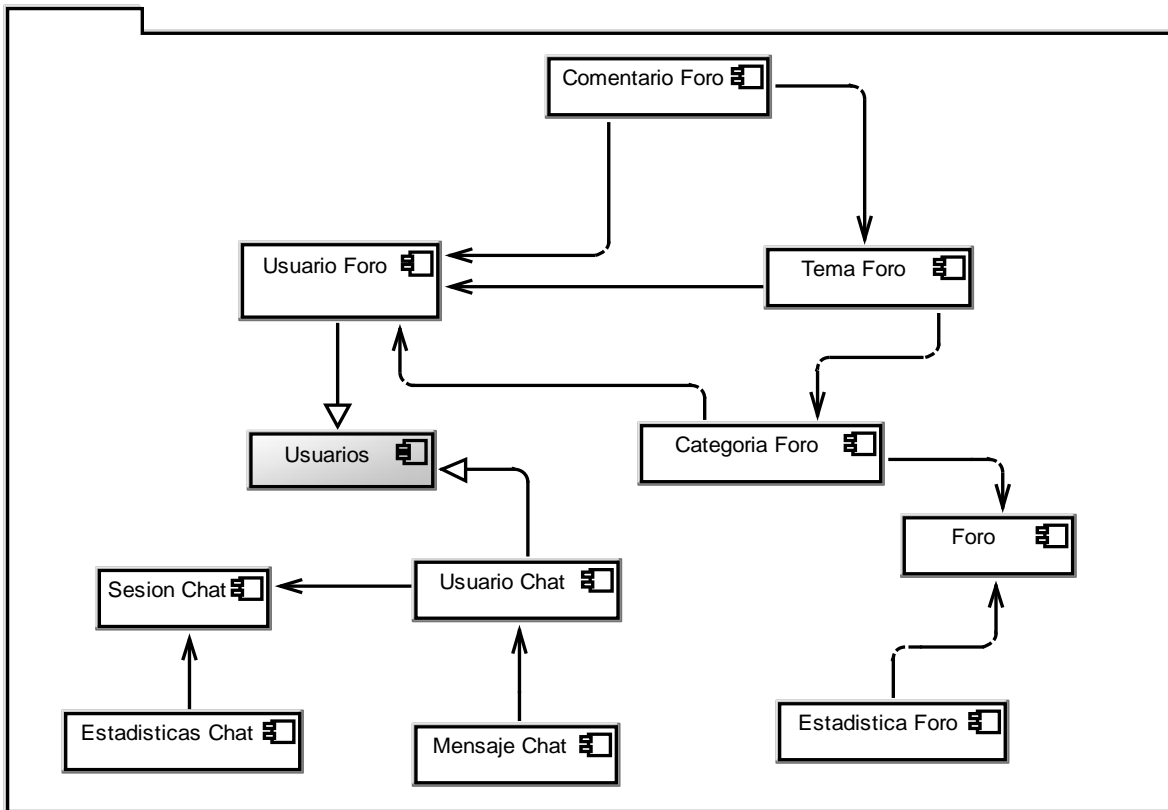 Comentario Foro
Usuario Foro
Tema Foro
Usuarios
Categoria Foro
Foro
Sesion Chat
Usuario Chat
Estadisticas Chat
Mensaje Chat
Estadistica Foro